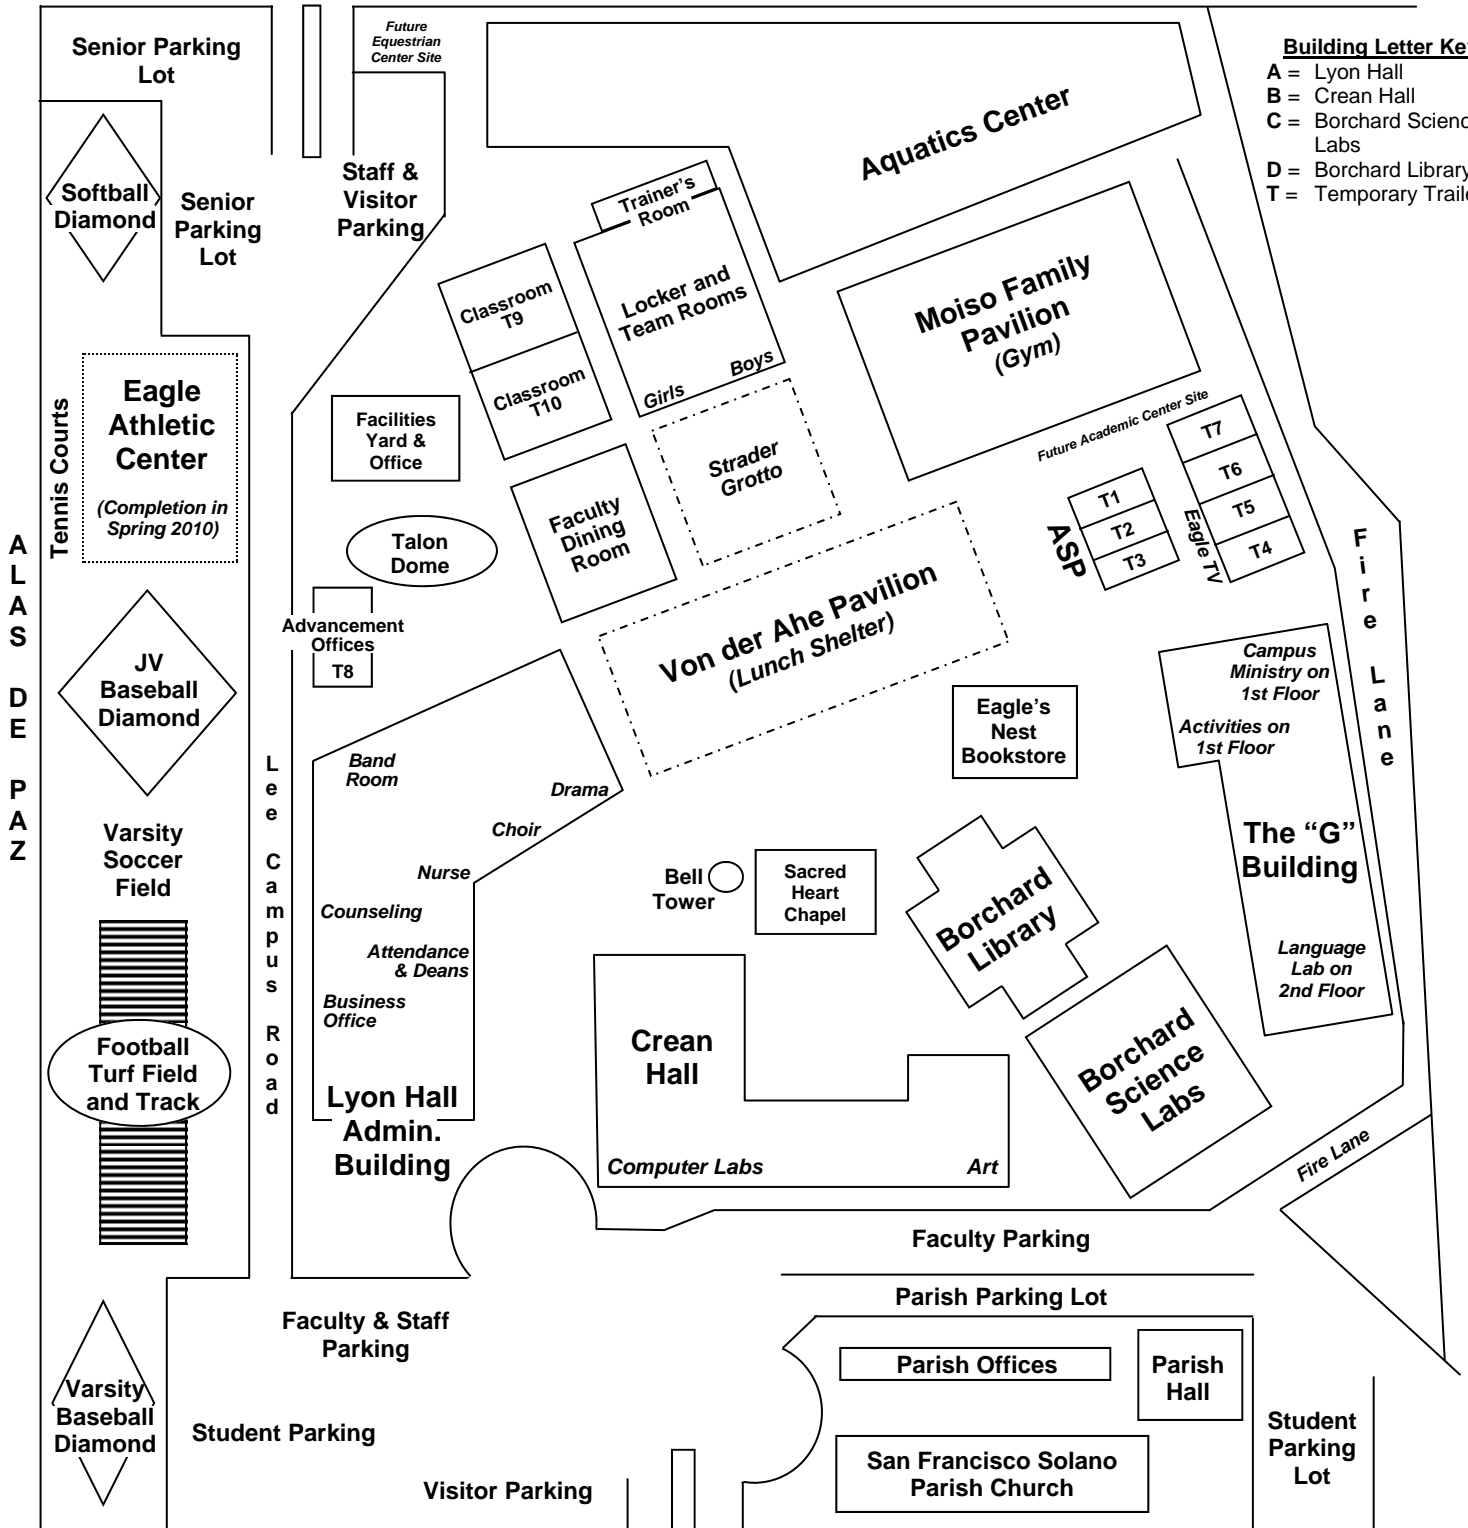 Senior Parking
Lot
Future
Equestrian
Center Site
Building Letter Ke
A = Lyon Hall
B = Crean Hall
C = Borchard Scienc
Labs
D = Borchard Library
T = Temporary Traile
Aquatics Center
Softball
Diamond
Senior
Parking
Lot
Staff &
Visitor
Parking
Trainer's
Room
Classroom
T9
Classroom
T10
Locker and
Team Rooms
Girls
Boys
Moiso Family
Pavilion
(Gym)
Future Academic Center Site
Tennis Courts
Eagle
Athletic
Center
(Completion in
Spring 2010)
Facilities
Yard &
Office
Strader
Grotto
Faculty
Dining
Room
Talon
Dome
T7
T6
T5
T4
Eagle TV
T1
T2
T3
ASP
ALAS DE PAZ
Fire Lane
Advancement
Offices
T8
Von der Ahe Pavilion
(Lunch Shelter)
JV
Baseball
Diamond
Campus
Ministry on
1st Floor
Activities on
1st Floor
Eagle's
Nest
Bookstore
The “G”
Building
Language
Lab on
2nd Floor
Lee Campus Road
Band
Room
Drama
Choir
Nurse
Counseling
Attendance
& Deans
Business
Office
Lyon Hall
Admin.
Building
Varsity
Soccer
Field
Bell
Tower
Sacred
Heart
Chapel
Borchard
Library
Borchard
Science
Labs
Crean
Hall
Computer Labs
Art
Football
Turf Field
and Track
Fire Lane
Faculty Parking
Parish Parking Lot
Faculty & Staff
Parking
Parish Offices
Parish
Hall
Varsity
Baseball
Diamond
Student Parking
Student
Parking
Lot
San Francisco Solano
Parish Church
Visitor Parking